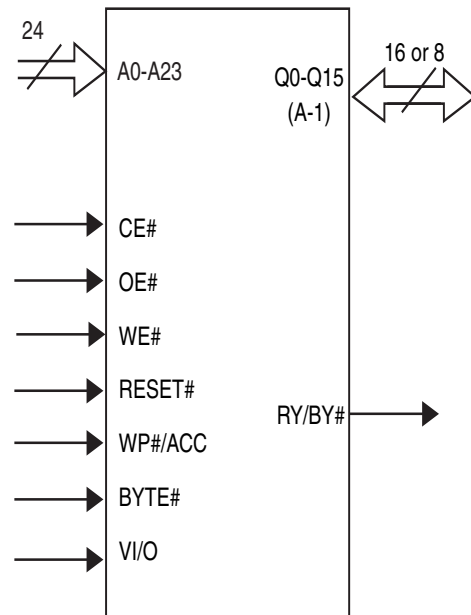 24
A0-A23
16 or 8
Q0-Q15
(A-1)
CE#
OE#
WE#
RESET#
RY/BY#
WP#/ACC
BYTE#
VI/O